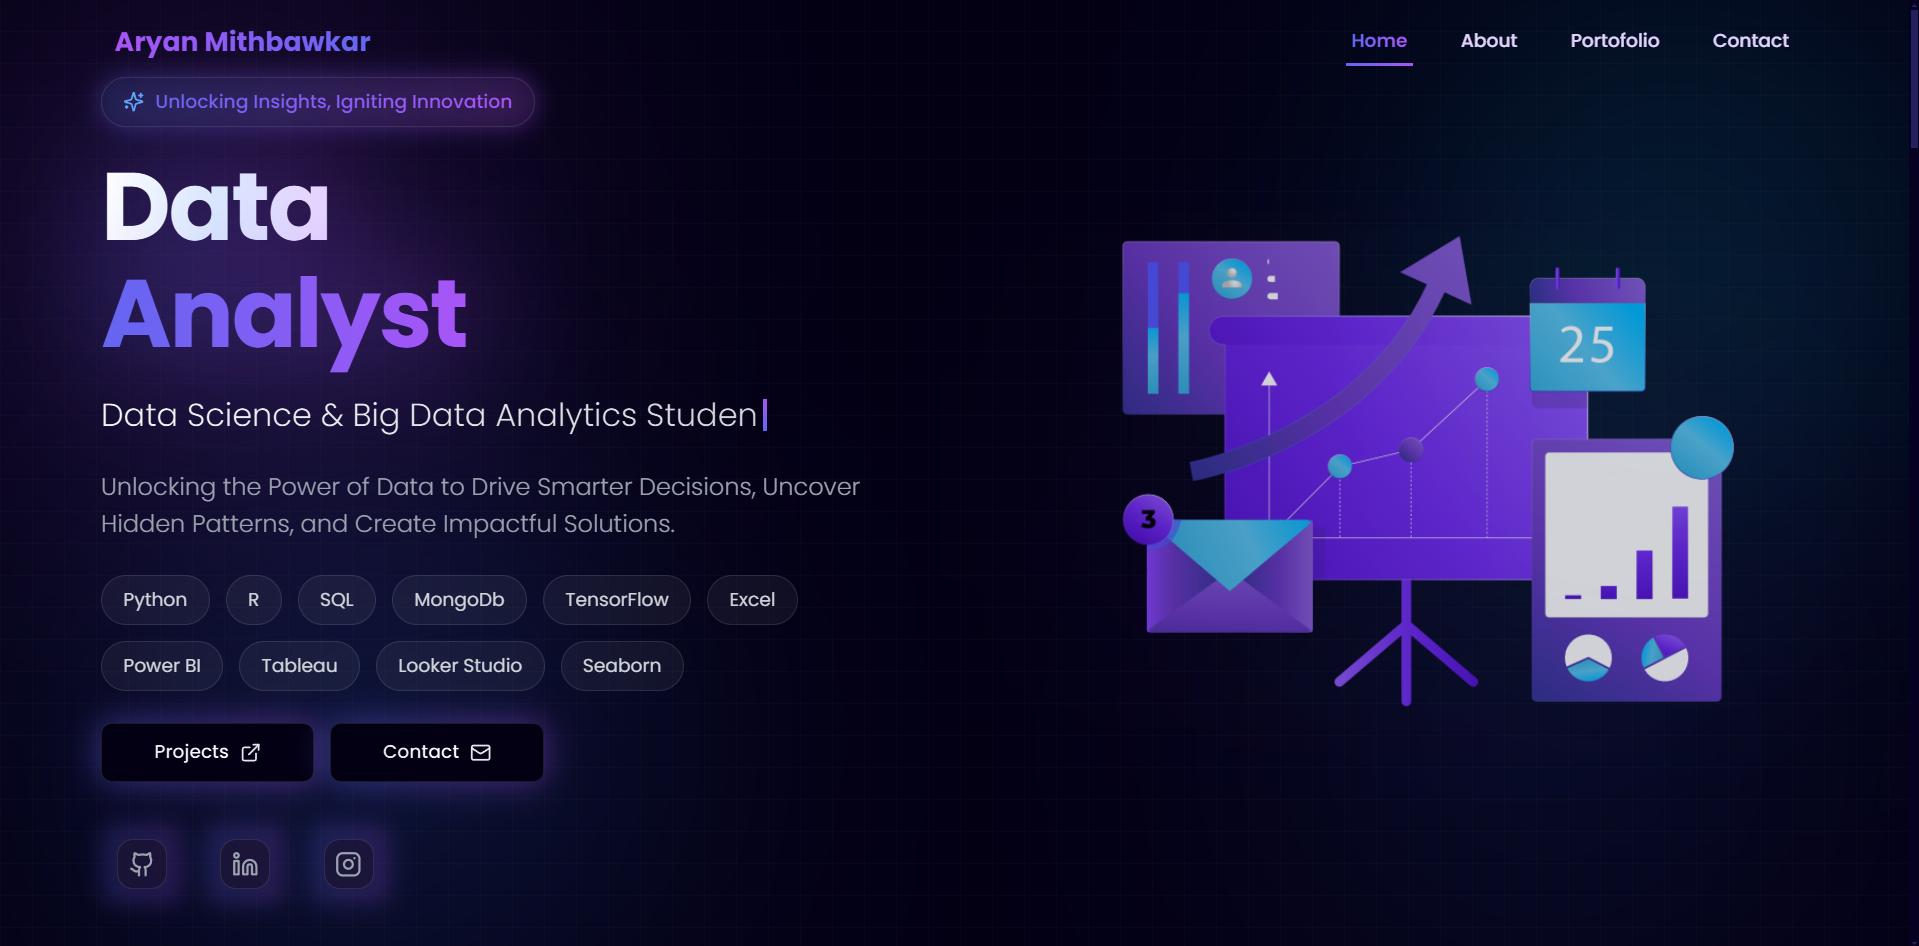 Aryan Mithbawkar
Home About Portofolio Contact
Unlocking Insights, Igniting Innovation
Data
Analyst
Data Science & Big Data Analytics Studen
Unlocking the Power of Data to Drive Smarter Decisions, Uncover
Hidden Patterns, and Create Impactful Solutions.
Python R SQL MongoDb TensorFlow Excel
Power BI Tableau Looker Studio Seaborn
Projects Contact
in
25
3